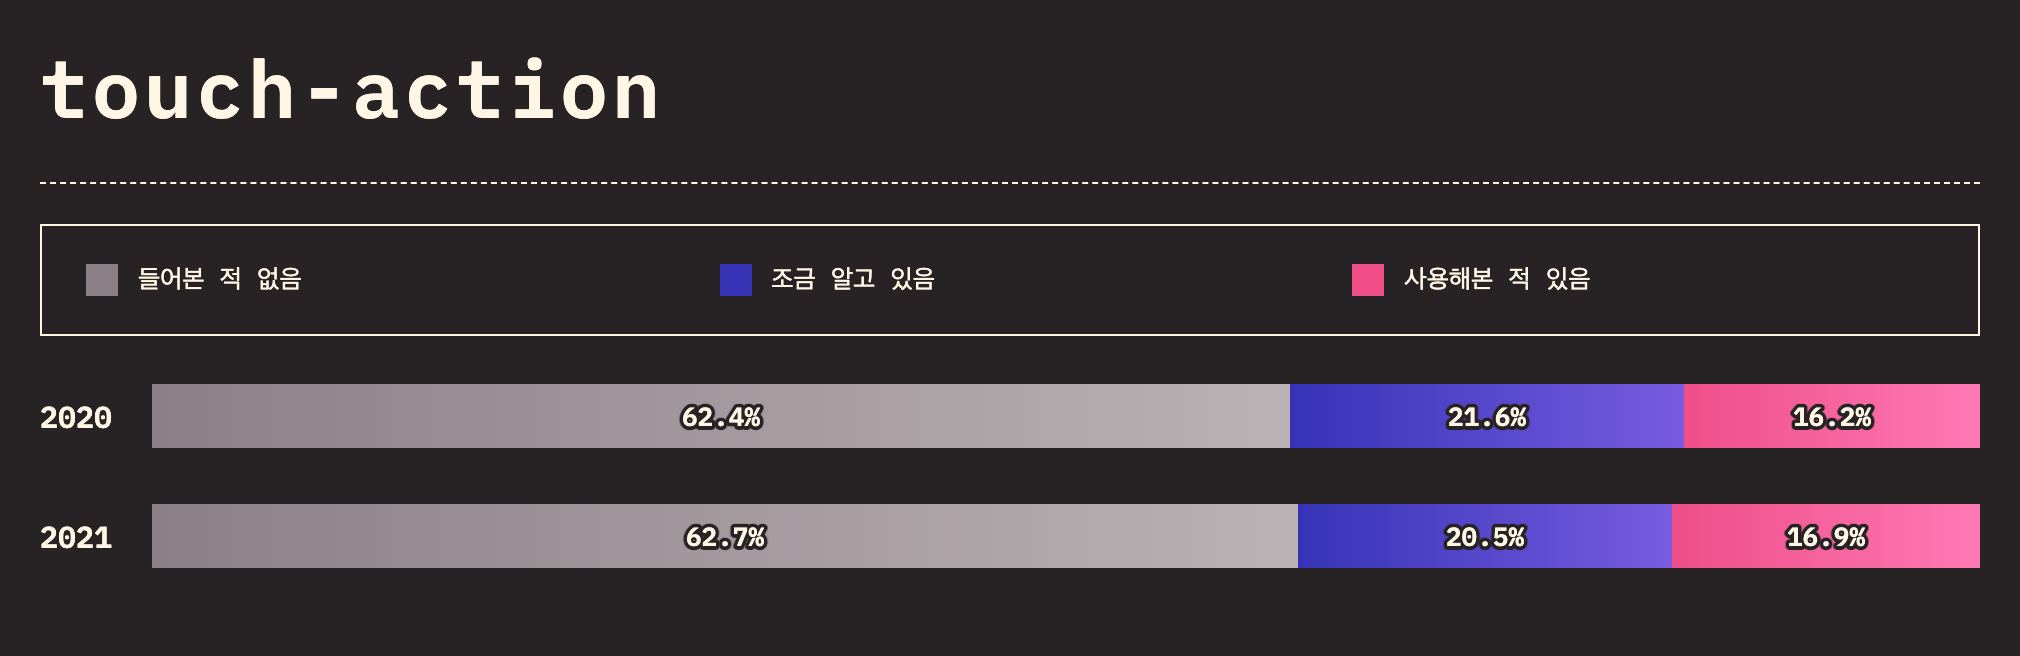 touch-action
들어본 적 없음 조금 알고 있음 사용해본 적 있음
2020 62.4% 21.6% 16.2%
2021 62.7% 20.5% 16.9%